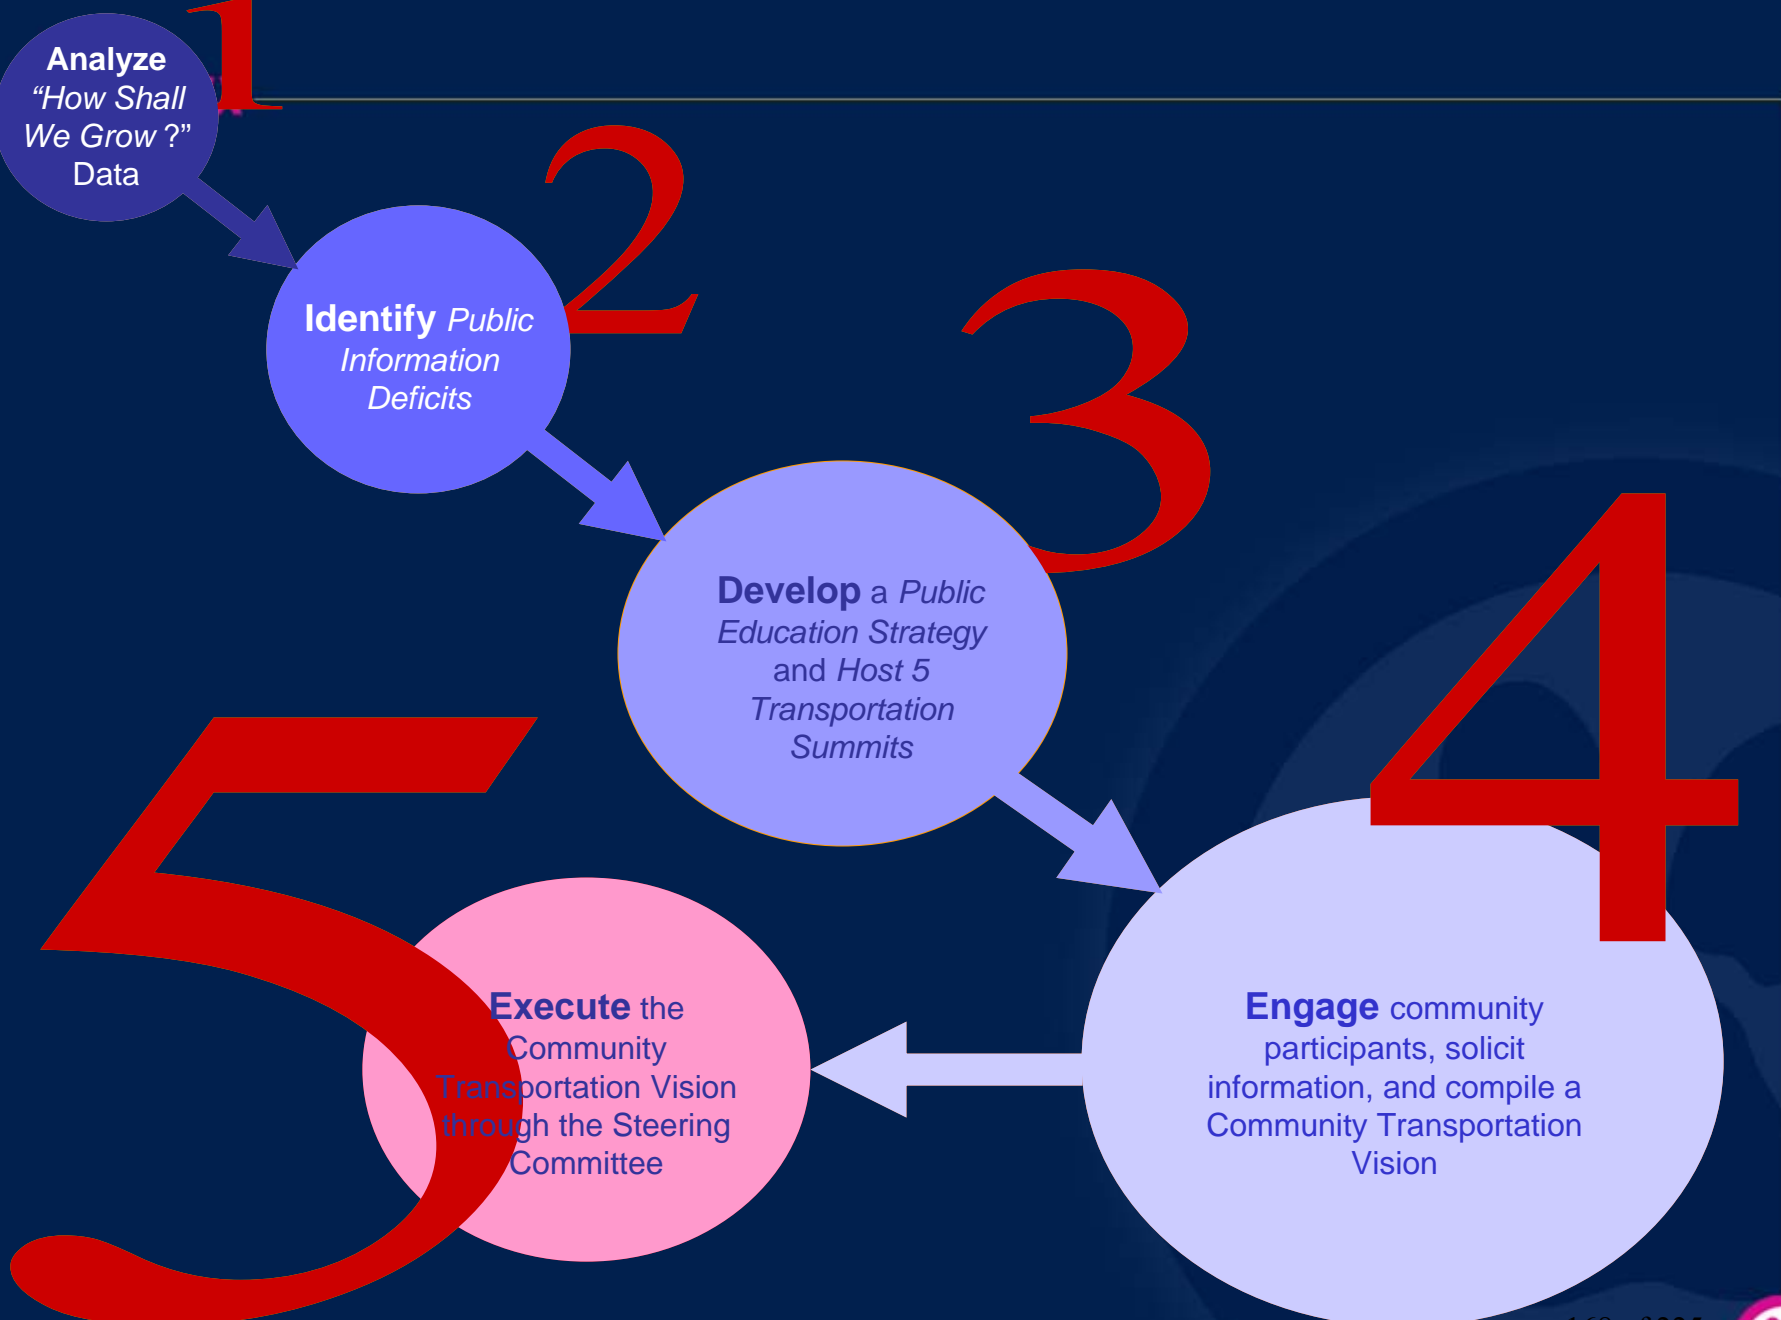 1
Analyze
“How Shall
We Grow ?”
Data
2
Identify Public
Information
Deficits
3
Develop a Public
Education Strategy
and Host 5
Transportation
Summits
4
Engage community
participants, solicit
information, and compile a
Community Transportation
Vision
5
Execute the
Community
Transportation Vision
through the Steering
Committee